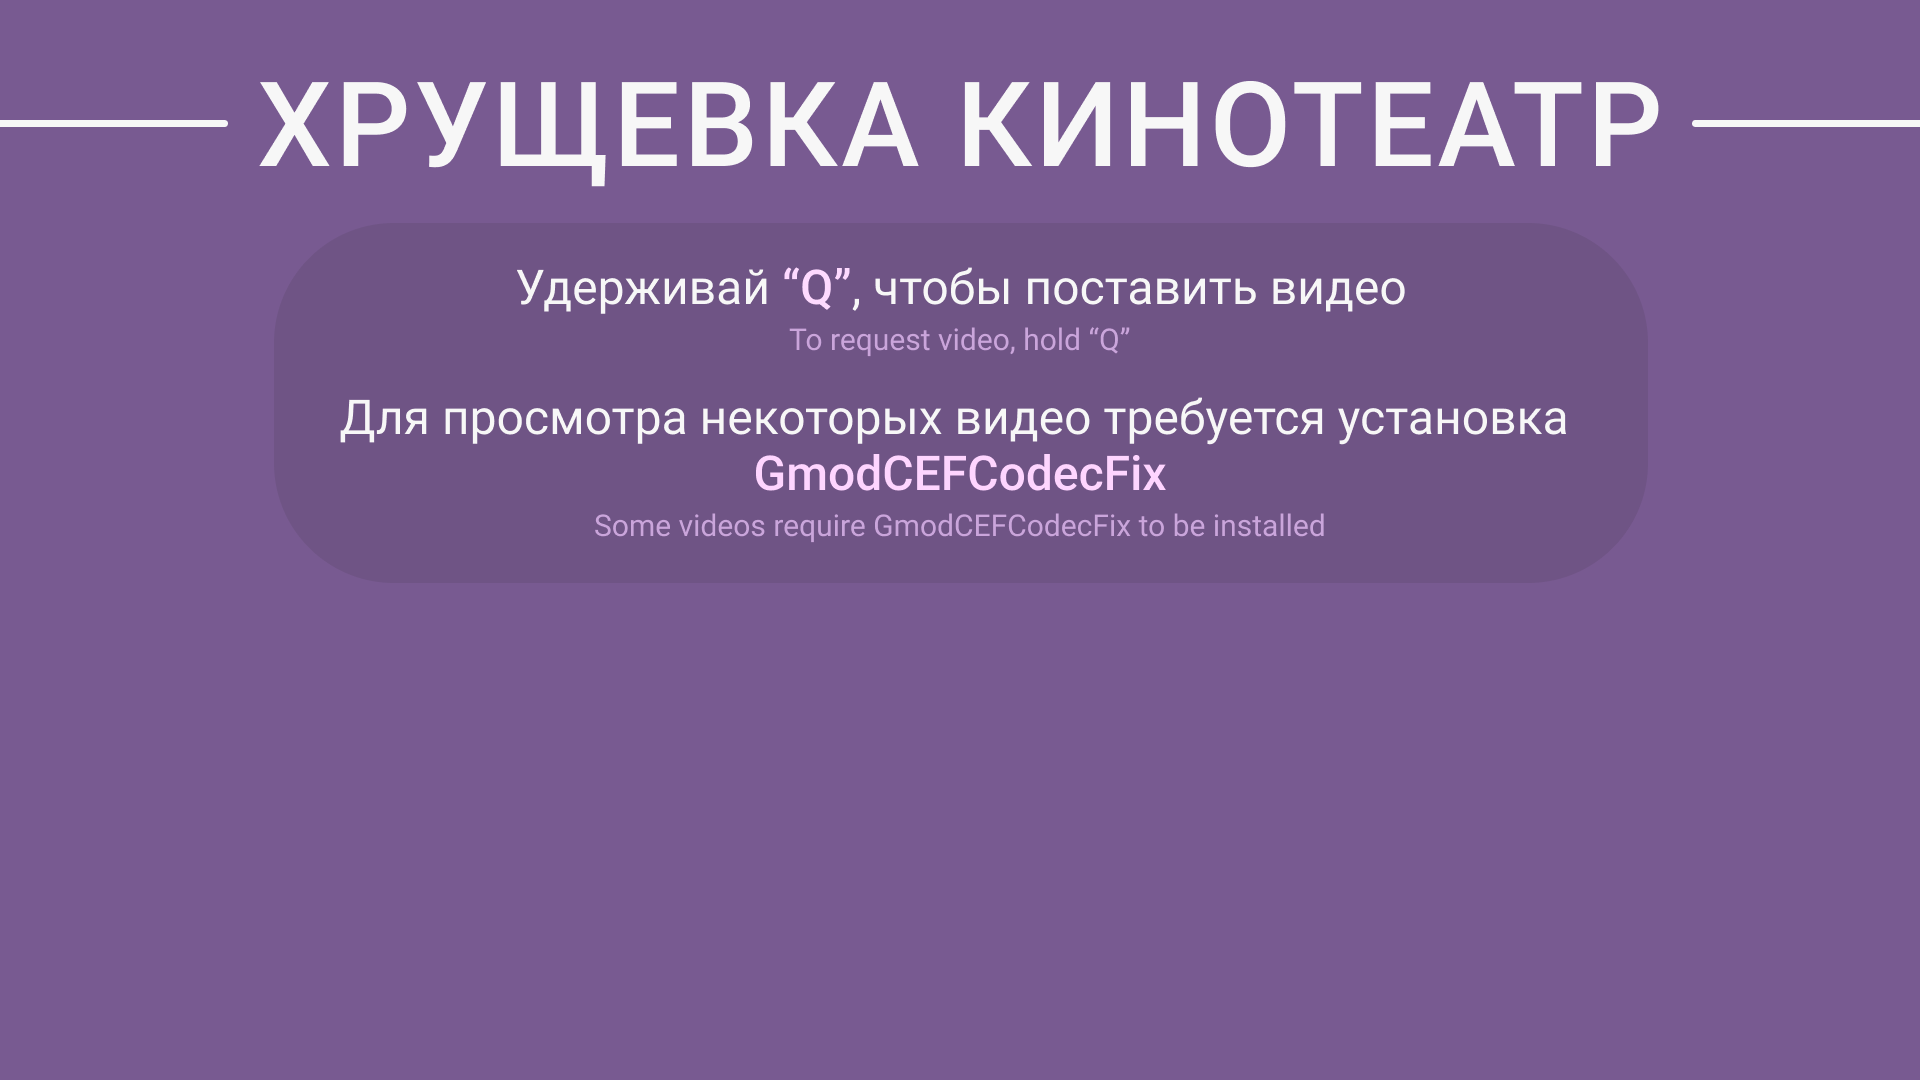 ХРУЩЕВКА КИНОТЕАТР
Удерживай “Q”, чтобы поставить видео
To request video, hold “Q”
Для просмотра некоторых видео требуется установка
GmodCEFCodecFix
Some videos require GmodCEFCodecFix to be installed